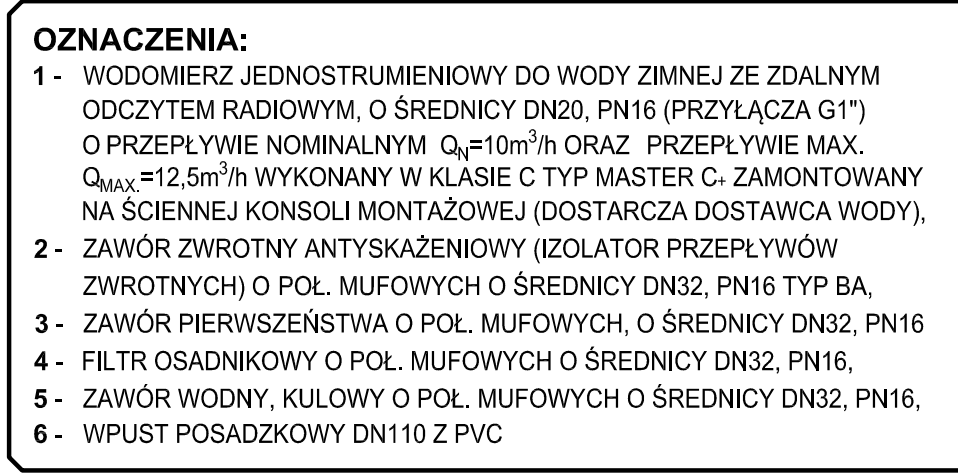 OZNACZENIA:
1 - WODOMIERZ JEDNOSTRUMIENIOWY DO WODY ZIMNEJ ZE ZDALNYM
ODCZYTEM RADIOWYM, O ŚREDNICY DN20, PN16 (PRZYŁĄCZA G1")
O PRZEPŁYWIE NOMINALNYM Q_N=10m³/h ORAZ PRZEPŁYWIE MAX.
Q_MAX.=12,5m³/h WYKONANY W KLASIE C TYP MASTER C+ ZAMONTOWANY
NA ŚCIENNEJ KONSOLI MONTAŻOWEJ (DOSTARCZA DOSTAWCA WODY),
2 - ZAWÓR ZWROTNY ANTYSKAŻENIOWY (IZOLATOR PRZEPŁYWÓW
ZWROTNYCH) O POŁ. MUFOWYCH O ŚREDNICY DN32, PN16 TYP BA,
3 - ZAWÓR PIERWSZEŃSTWA O POŁ. MUFOWYCH, O ŚREDNICY DN32, PN16
4 - FILTR OSADNIKOWY O POŁ. MUFOWYCH O ŚREDNICY DN32, PN16,
5 - ZAWÓR WODNY, KULOWY O POŁ. MUFOWYCH O ŚREDNICY DN32, PN16,
6 - WPUST POSADZKOWY DN110 Z PVC